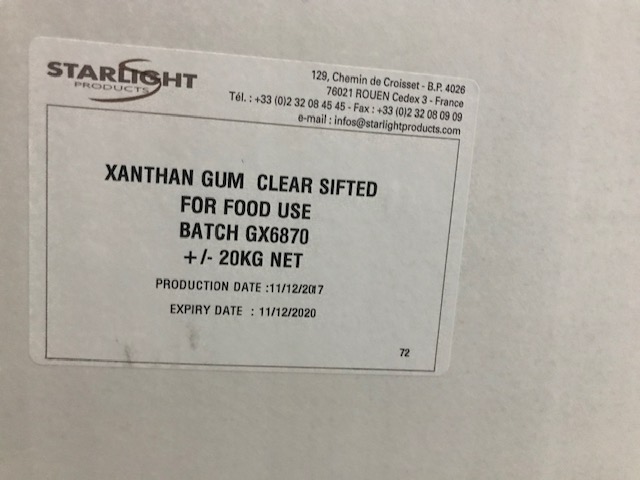 STARLIGHT
PRODUCTS
129, Chemin de Croisset - B.P. 4026
76021 ROUEN Cedex 3 - France
Tél. : +33 (0)2 32 08 45 45 - Fax : +33 (0)2 32 08 09 09
e-mail : infos@starlightproducts.com
XANTHAN GUM CLEAR SIFTED
FOR FOOD USE
BATCH GX6870
+/- 20KG NET
PRODUCTION DATE :11/12/2017
EXPIRY DATE : 11/12/2020
72